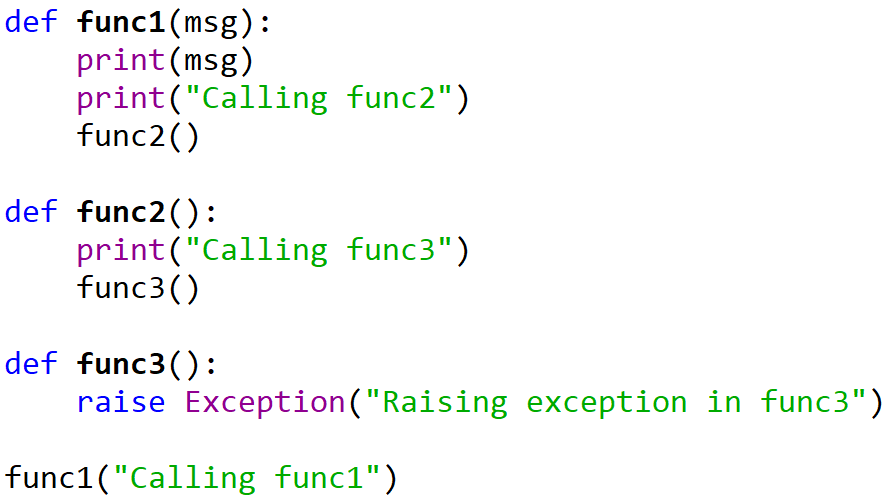 def func1(msg):
    print(msg)
    print("Calling func2")
    func2()

def func2():
    print("Calling func3")
    func3()

def func3():
    raise Exception("Raising exception in func3")

func1("Calling func1")